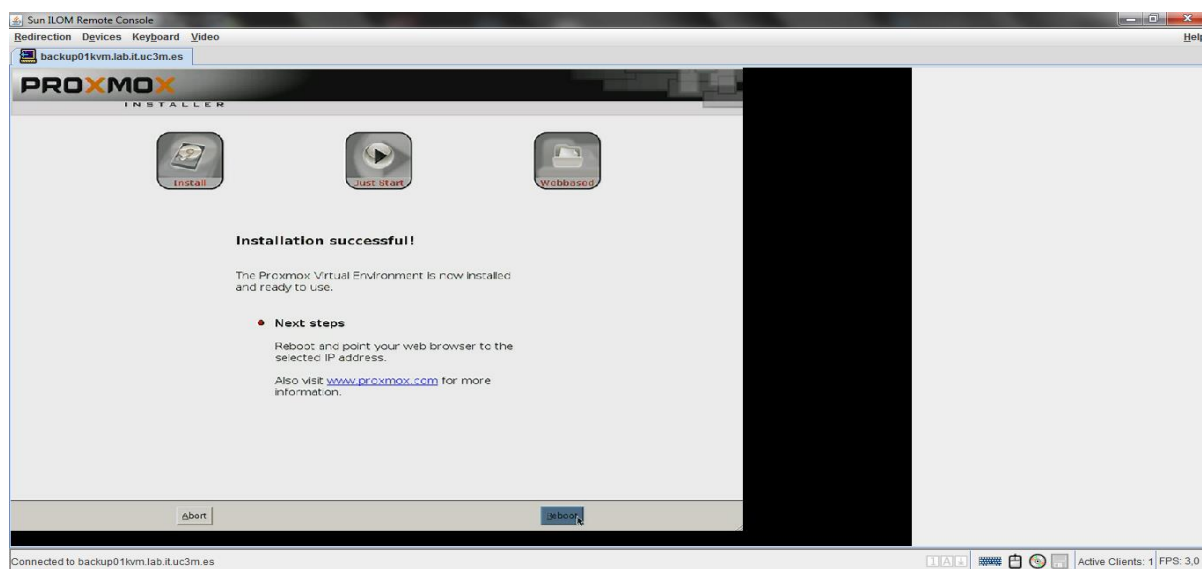 Sun ILOM Remote Console
Redirection Devices Keyboard Video
Help
backup01kvm.lab.it.uc3m.es
PROXMOX
INSTALLER
Install
Just Start
Webbased
Installation successful!
The Proxmox Virtual Environment is now installed
and ready to use.
Next steps
Reboot and point your web browser to the
selected IP address.
Also visit www.proxmox.com for more
information.
Abort
Reboot
Connected to backup01kvm.lab.it.uc3m.es
Active Clients: 1
FPS: 3,0